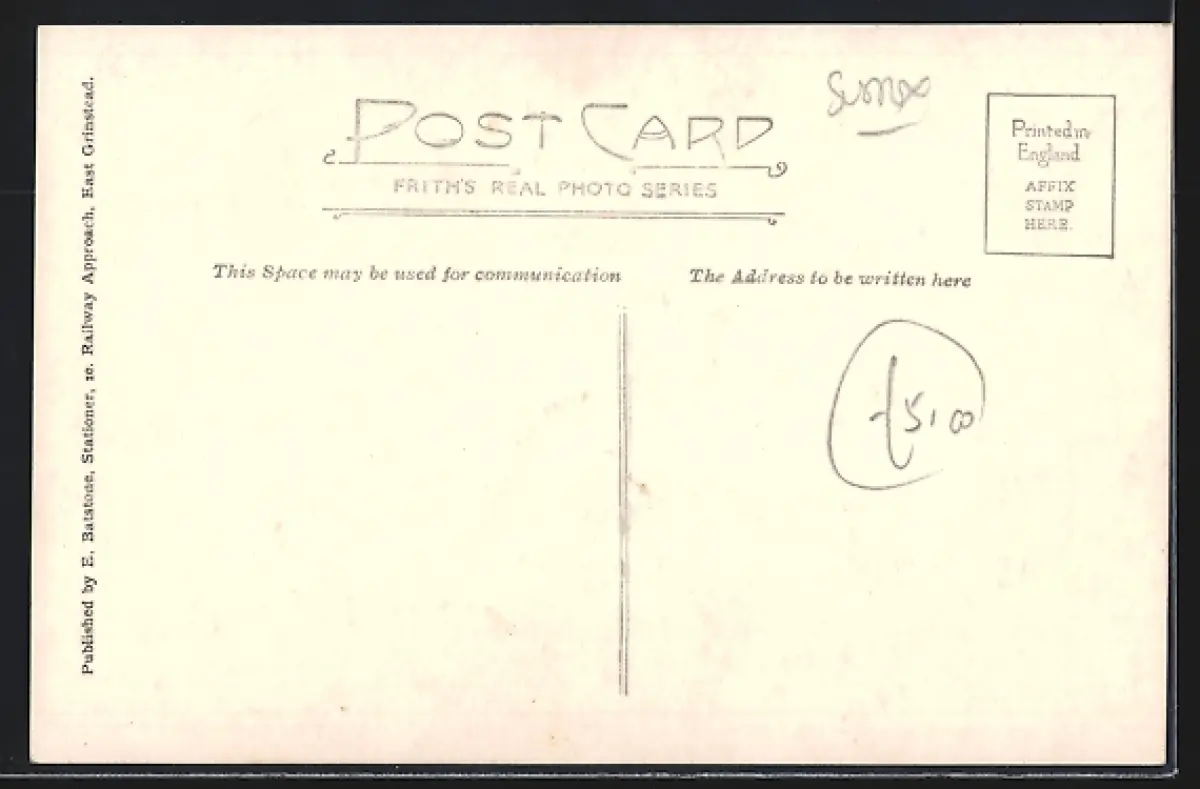 Published by E. Batstone, Stationer, 10. Railway Approach, East Grinstead.
POST CARD
FRITH'S REAL PHOTO SERIES
Sussex
Printed in
England
AFFIX
STAMP
HERE.
This Space may be used for communication
The Address to be written here
£5.00